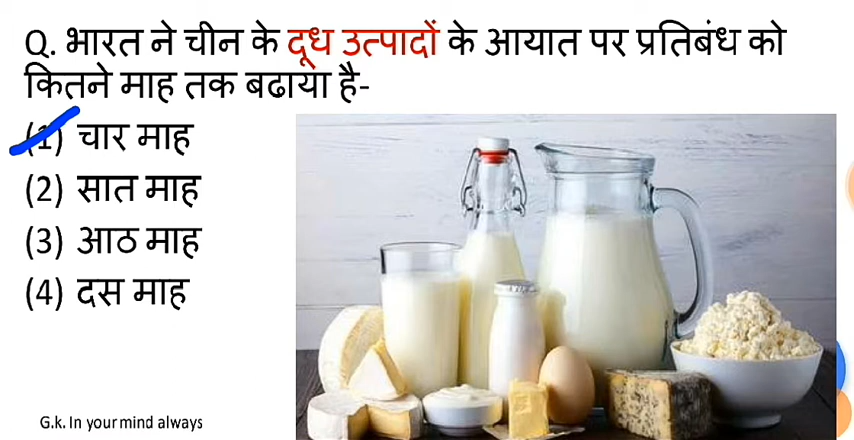 Q. भारत ने चीन के दूध उत्पादों के आयात पर प्रतिबंध को
कितने माह तक बढाया है-
(1) चार माह
(2) सात माह
(3) आठ माह
(4) दस माह
G.k. In your mind always